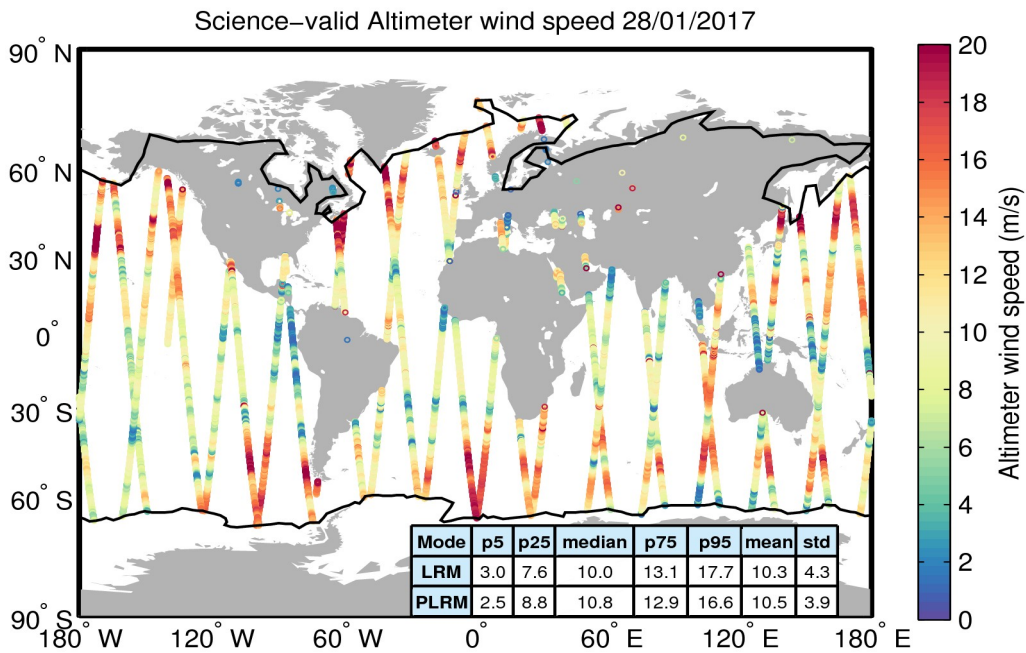 Science-valid Altimeter wind speed 28/01/2017
90° N
60° N
30° N
0°
30° S
60° S
90° S
180° W
120° W
60° W
0°
60° E
120° E
180° E
Mode p5 p25 median p75 p95 mean std
LRM 3.0 7.6 10.0 13.1 17.7 10.3 4.3
PLRM 2.5 8.8 10.8 12.9 16.6 10.5 3.9
20
18
16
14
12
10
8
6
4
2
0
Altimeter wind speed (m/s)